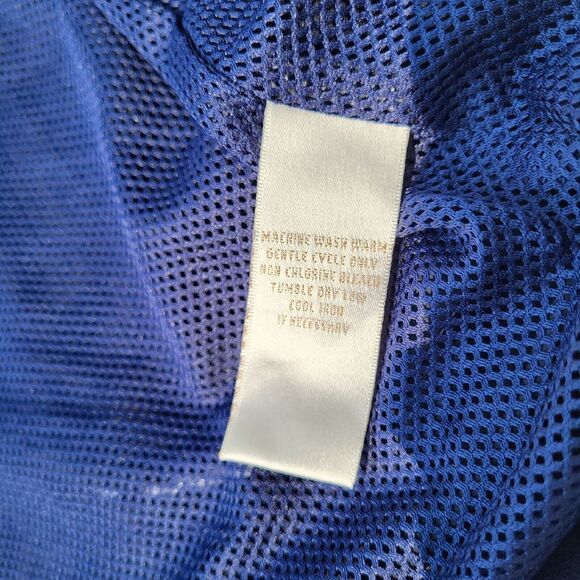 MACHINE WASH WARM
GENTLE CYCLE ONLY
NON CHLORINE BLEACH
TUMBLE DRY LOW
COOL IRON
IF NECESSARY